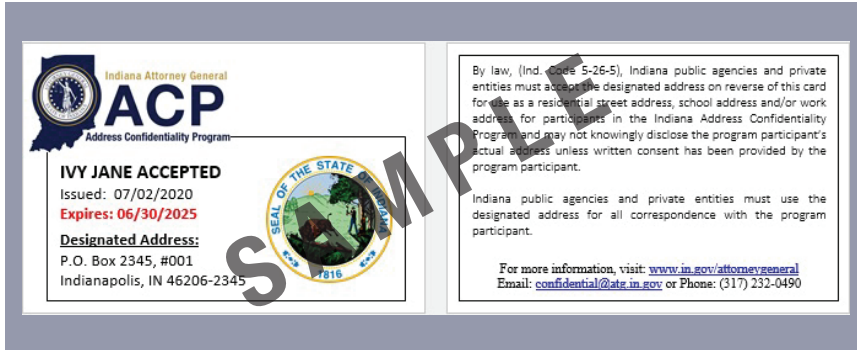 Indiana Attorney General
ACP
Address Confidentiality Program
IVY JANE ACCEPTED
Issued: 07/02/2020
Expires: 06/30/2025
Designated Address:
P.O. Box 2345, #001
Indianapolis, IN 46206-2345
SEAL OF THE STATE OF INDIANA
1816
SAMPLE
By law, (Ind. Code 5-26-5), Indiana public agencies and private
entities must accept the designated address on reverse of this card
for use as a residential street address, school address and/or work
address for participants in the Indiana Address Confidentiality
Program and may not knowingly disclose the program participant's
actual address unless written consent has been provided by the
program participant.
Indiana public agencies and private entities must use the
designated address for all correspondence with the program
participant.
For more information, visit: www.in.gov/attorneygeneral
Email: confidential@atg.in.gov or Phone: (317) 232-0490